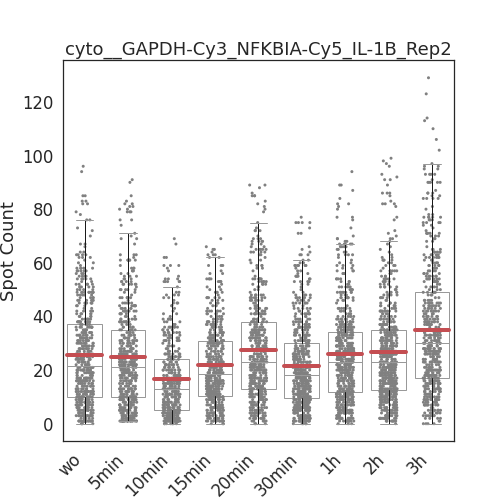 cyto__GAPDH-Cy3_NFKBIA-Cy5_IL-1B_Rep2
Spot Count
120
100
80
60
40
20
0
wo
5min
10min
15min
20min
30min
1h
2h
3h